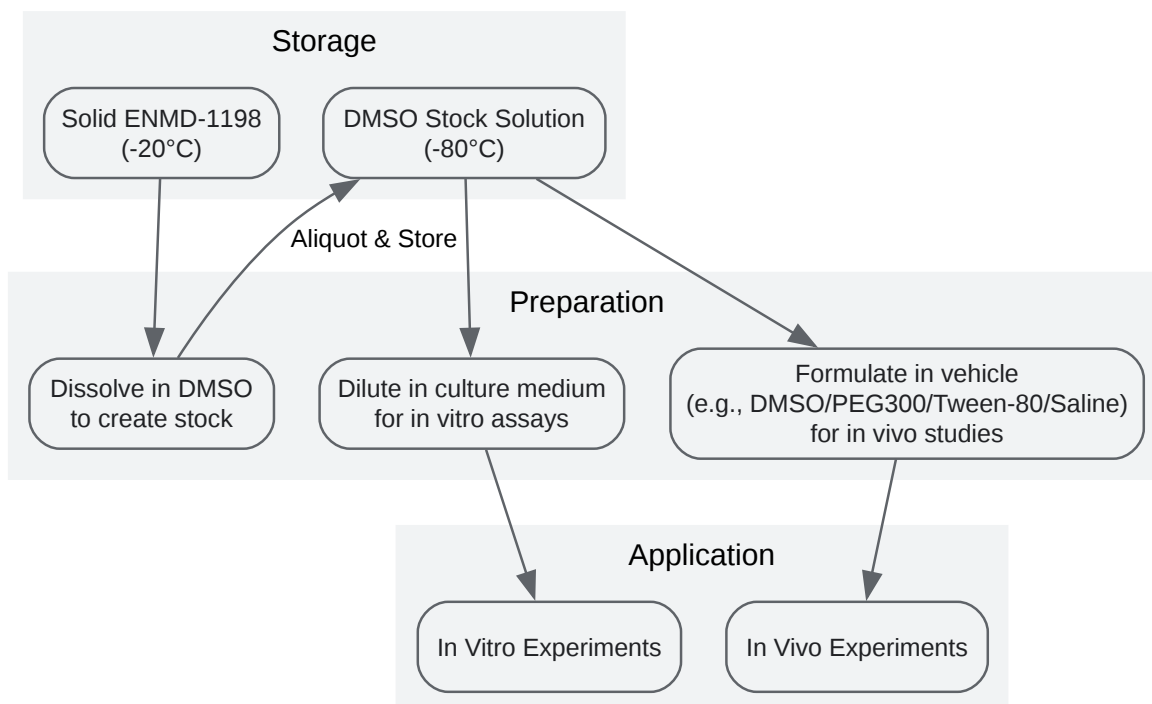 Storage
Solid ENMD-1198
(-20°C)
DMSO Stock Solution
(-80°C)
Aliquot & Store
Preparation
Dissolve in DMSO
to create stock
Dilute in culture medium
for in vitro assays
Formulate in vehicle
(e.g., DMSO/PEG300/Tween-80/Saline)
for in vivo studies
Application
In Vitro Experiments
In Vivo Experiments